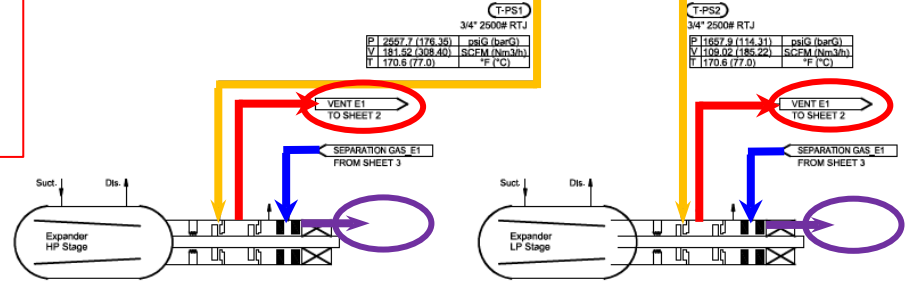 T-PS1
3/4" 2500# RTJ
P 2557.7 (176.35) psiG (barG)
V 181.52 (308.40) SCFM (Nm3/h)
T 170.6 (77.0) °F (°C)
VENT E1
TO SHEET 2
SEPARATION GAS_E1
FROM SHEET 3
Suct. Dis.
Expander
HP Stage
T-PS2
3/4" 2500# RTJ
P 1657.9 (114.31) psiG (barG)
V 109.02 (185.22) SCFM (Nm3/h)
T 170.6 (77.0) °F (°C)
VENT E1
TO SHEET 2
SEPARATION GAS_E1
FROM SHEET 3
Suct. Dis.
Expander
LP Stage